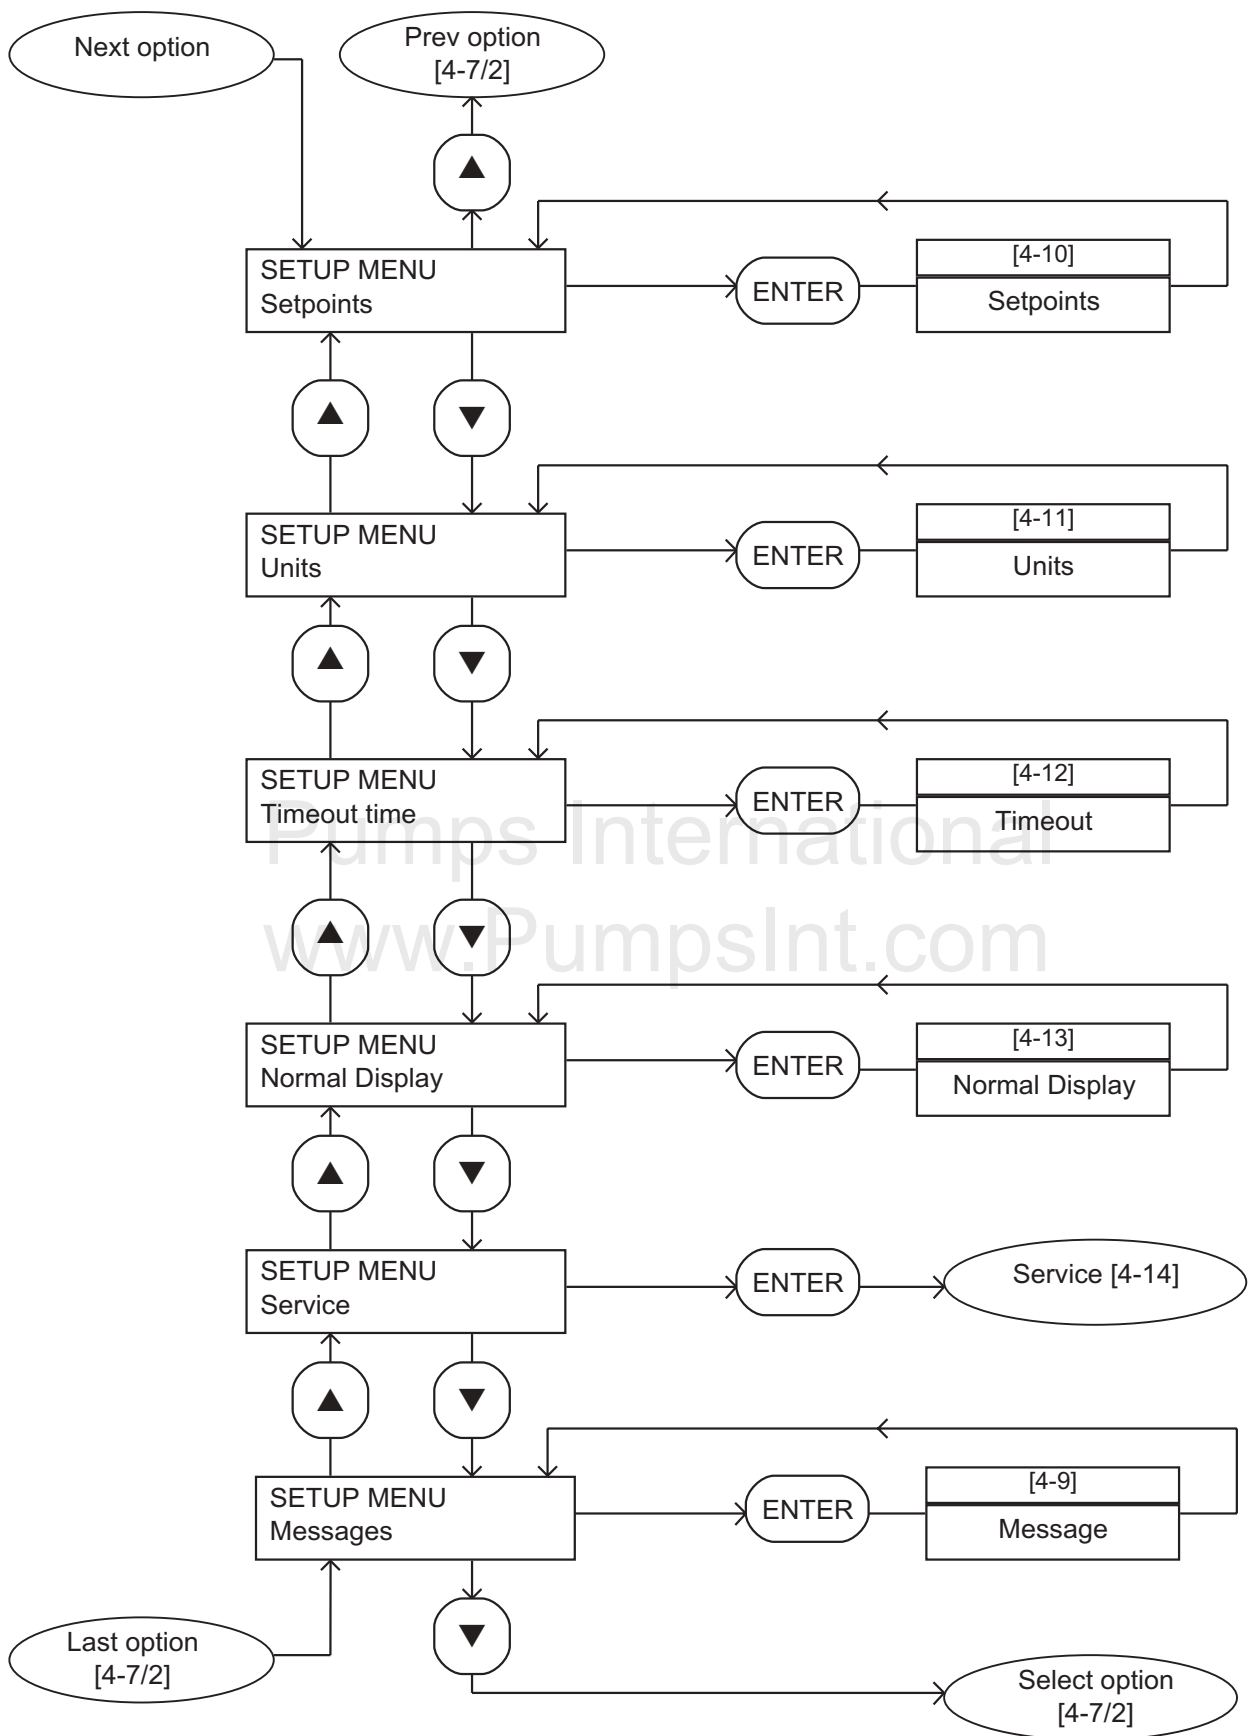 Next option
Prev option
[4-7/2]
▲
SETUP MENU
Setpoints
ENTER
[4-10]
Setpoints
▲
▼
SETUP MENU
Units
ENTER
[4-11]
Units
▲
▼
SETUP MENU
Timeout time
ENTER
[4-12]
Timeout
Pumps International
www.PumpsInt.com
▲
▼
SETUP MENU
Normal Display
ENTER
[4-13]
Normal Display
▲
▼
SETUP MENU
Service
ENTER
Service [4-14]
▲
▼
SETUP MENU
Messages
ENTER
[4-9]
Message
Last option
[4-7/2]
▼
Select option
[4-7/2]